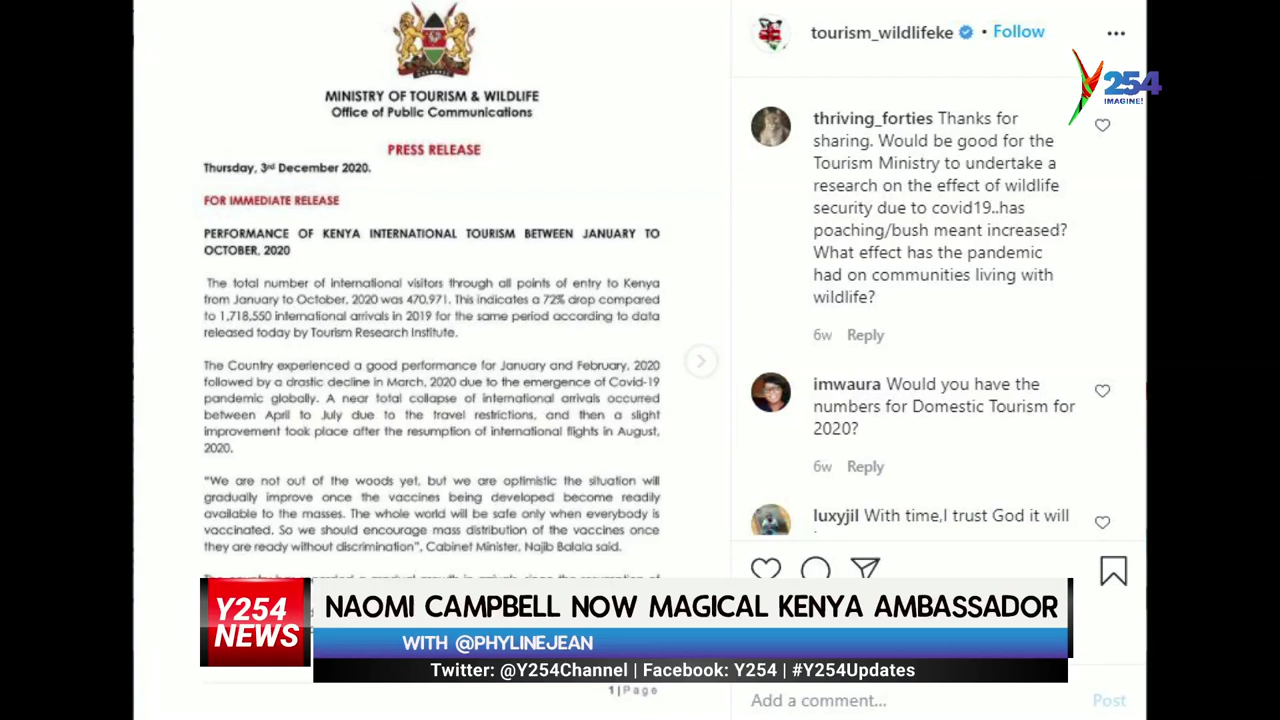 MINISTRY OF TOURISM & WILDLIFE
Office of Public Communications
PRESS RELEASE
Thursday, 3rd December 2020.
FOR IMMEDIATE RELEASE
PERFORMANCE OF KENYA INTERNATIONAL TOURISM BETWEEN JANUARY TO
OCTOBER, 2020
The total number of international visitors through all points of entry to Kenya
from January to October, 2020 was 470,971. This indicates a 72% drop compared
to 1,718,550 international arrivals in 2019 for the same period according to data
released today by Tourism Research Institute.
The Country experienced a good performance for January and February, 2020
followed by a drastic decline in March, 2020 due to the emergence of Covid-19
pandemic globally. A near total collapse of international arrivals occurred
between April to July due to the travel restrictions, and then a slight
improvement took place after the resumption of international flights in August,
2020.
"We are not out of the woods yet, but we are optimistic the situation will
gradually improve once the vaccines being developed become readily
available to the masses. The whole world will be safe only when everybody is
vaccinated. So we should encourage mass distribution of the vaccines once
they are ready without discrimination", Cabinet Minister, Najib Balala said.
1|Page
tourism_wildlifeke • Follow
Y254
IMAGINE!
thriving_forties Thanks for
sharing. Would be good for the
Tourism Ministry to undertake a
research on the effect of wildlife
security due to covid19..has
poaching/bush meant increased?
What effect has the pandemic
had on communities living with
wildlife?
6w Reply
imwaura Would you have the
numbers for Domestic Tourism for
2020?
6w Reply
luxyjil With time,I trust God it will
Add a comment... Post
Y254
NEWS
NAOMI CAMPBELL NOW MAGICAL KENYA AMBASSADOR
WITH @PHYLINEJEAN
Twitter: @Y254Channel | Facebook: Y254 | #Y254Updates